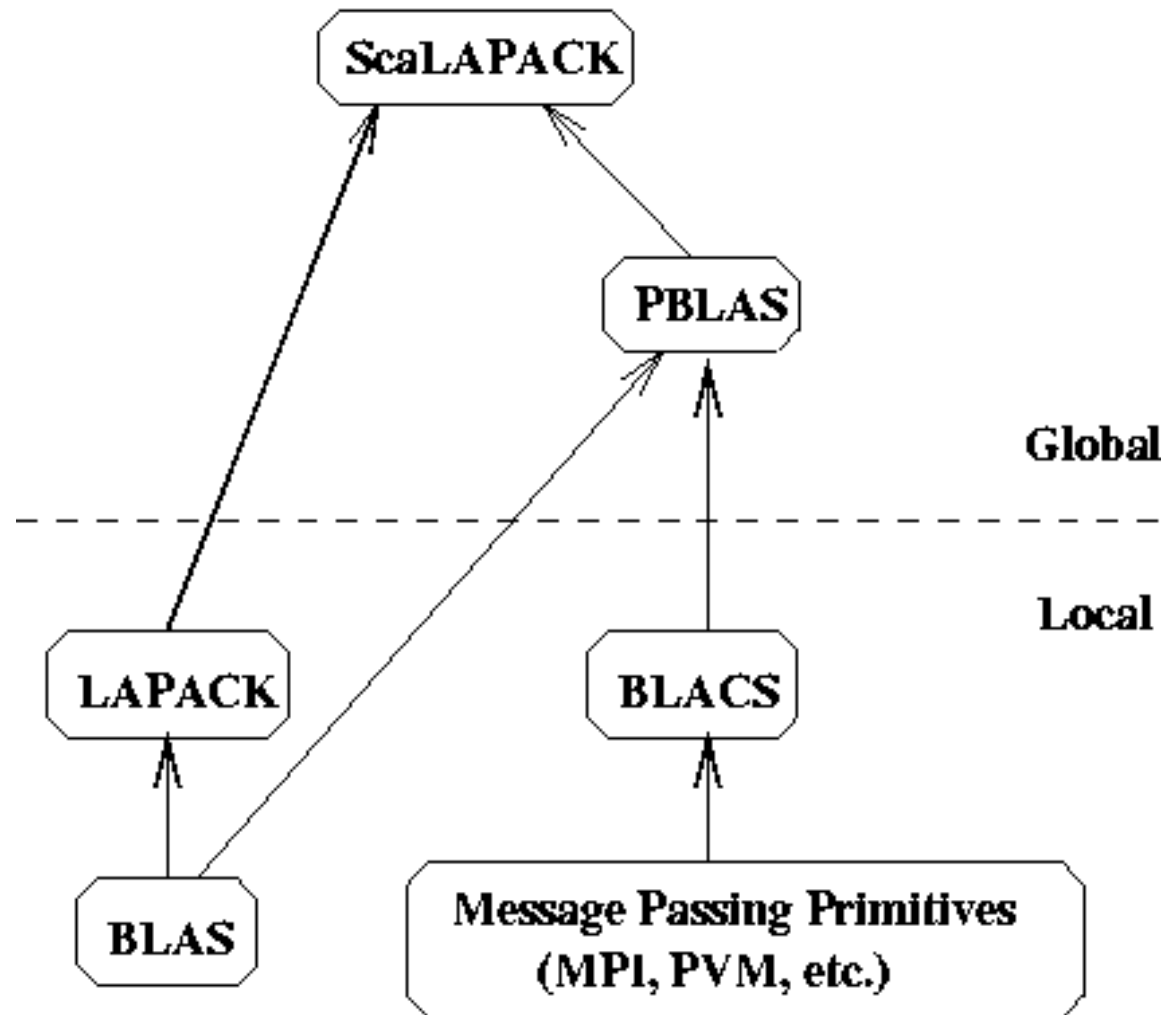 ScaLAPACK
PBLAS
Global
Local
LAPACK
BLACS
BLAS
Message Passing Primitives
(MPI, PVM, etc.)